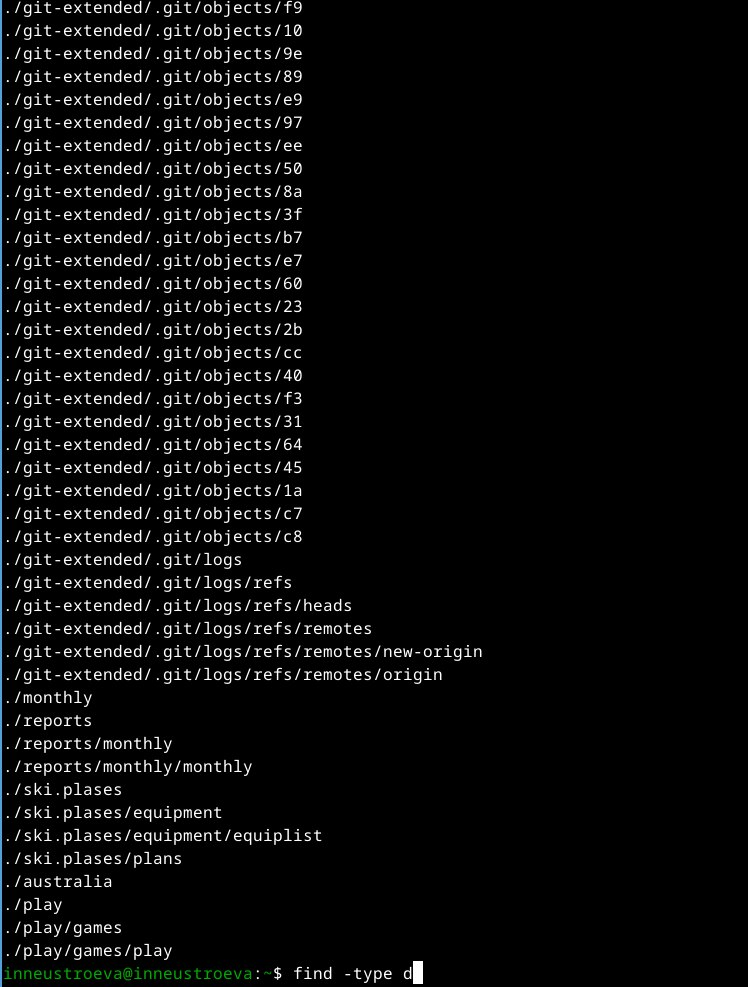 ./git-extended/.git/objects/f9
./git-extended/.git/objects/10
./git-extended/.git/objects/9e
./git-extended/.git/objects/89
./git-extended/.git/objects/e9
./git-extended/.git/objects/97
./git-extended/.git/objects/ee
./git-extended/.git/objects/50
./git-extended/.git/objects/8a
./git-extended/.git/objects/3f
./git-extended/.git/objects/b7
./git-extended/.git/objects/e7
./git-extended/.git/objects/60
./git-extended/.git/objects/23
./git-extended/.git/objects/2b
./git-extended/.git/objects/cc
./git-extended/.git/objects/40
./git-extended/.git/objects/f3
./git-extended/.git/objects/31
./git-extended/.git/objects/64
./git-extended/.git/objects/45
./git-extended/.git/objects/1a
./git-extended/.git/objects/c7
./git-extended/.git/objects/c8
./git-extended/.git/logs
./git-extended/.git/logs/refs
./git-extended/.git/logs/refs/heads
./git-extended/.git/logs/refs/remotes
./git-extended/.git/logs/refs/remotes/new-origin
./git-extended/.git/logs/refs/remotes/origin
./monthly
./reports
./reports/monthly
./reports/monthly/monthly
./ski.plases
./ski.plases/equipment
./ski.plases/equipment/equiplist
./ski.plases/plans
./australia
./play
./play/games
./play/games/play
inneustroeva@inneustroeva:~$ find -type d